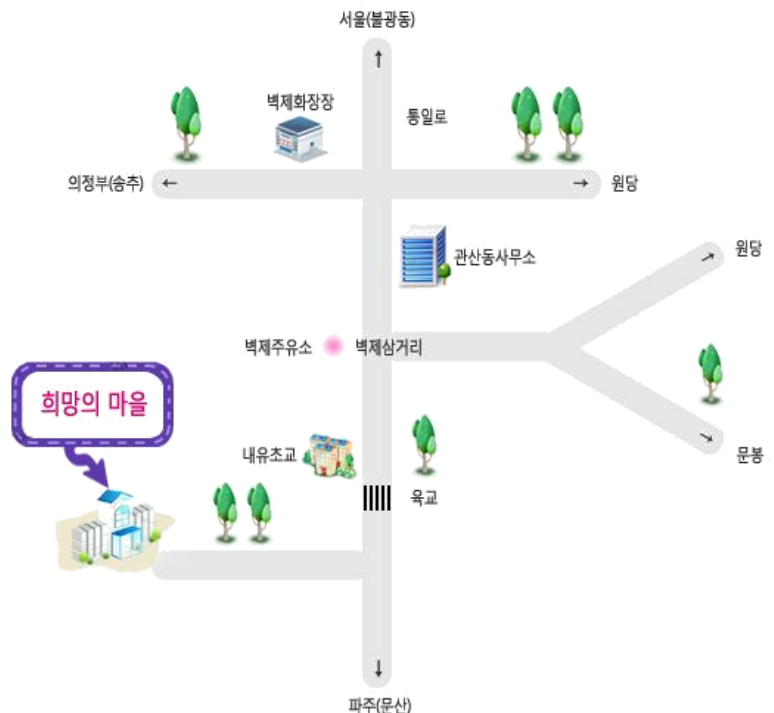 서울(불광동)
벽제화장장
통일로
의정부(송추)
←
↑
→
원당
관산동사무소
원당
→
벽제주유소
벽제삼거리
희망의 마을
내유초교
육교
→
문봉
↓
파주(문산)